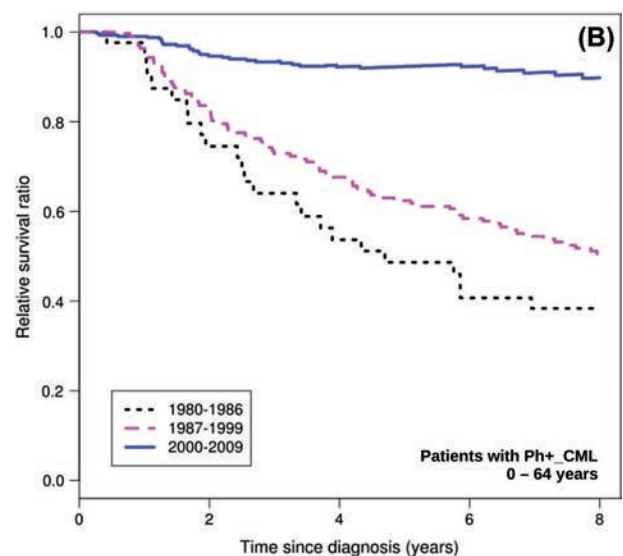 (B)
Relative survival ratio
1.0
0.8
0.6
0.4
0.2
0.0
1980-1986
1987-1999
2000-2009
Patients with Ph+_CML
0 – 64 years
0 2 4 6 8
Time since diagnosis (years)